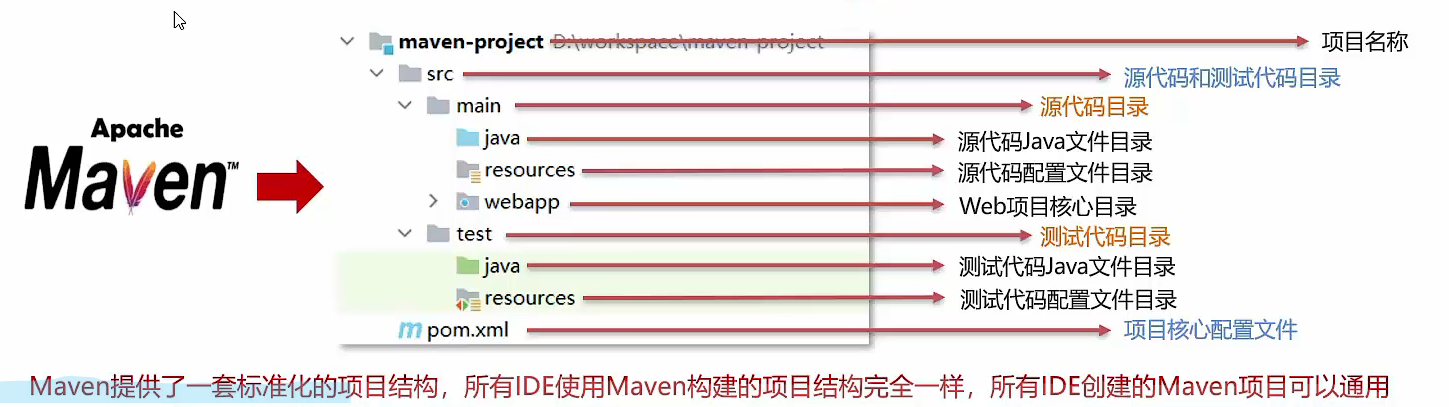 maven-project D:\workspace\maven-project 项目名称
src 源代码和测试代码目录
main 源代码目录
Apache
Maven™
java 源代码Java文件目录
resources 源代码配置文件目录
webapp Web项目核心目录
test 测试代码目录
java 测试代码Java文件目录
resources 测试代码配置文件目录
m pom.xml 项目核心配置文件
Maven提供了一套标准化的项目结构，所有IDE使用Maven构建的项目结构完全一样，所有IDE创建的Maven项目可以通用